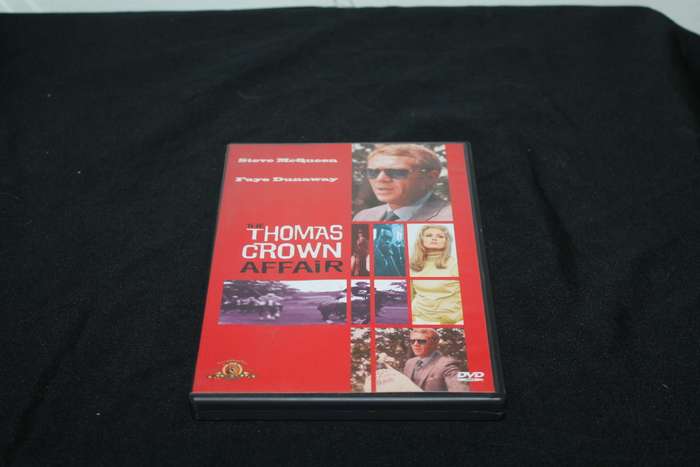 Steve McQueen
Faye Dunaway
THE
THOMAS
CROWN
AFFAiR
DVD